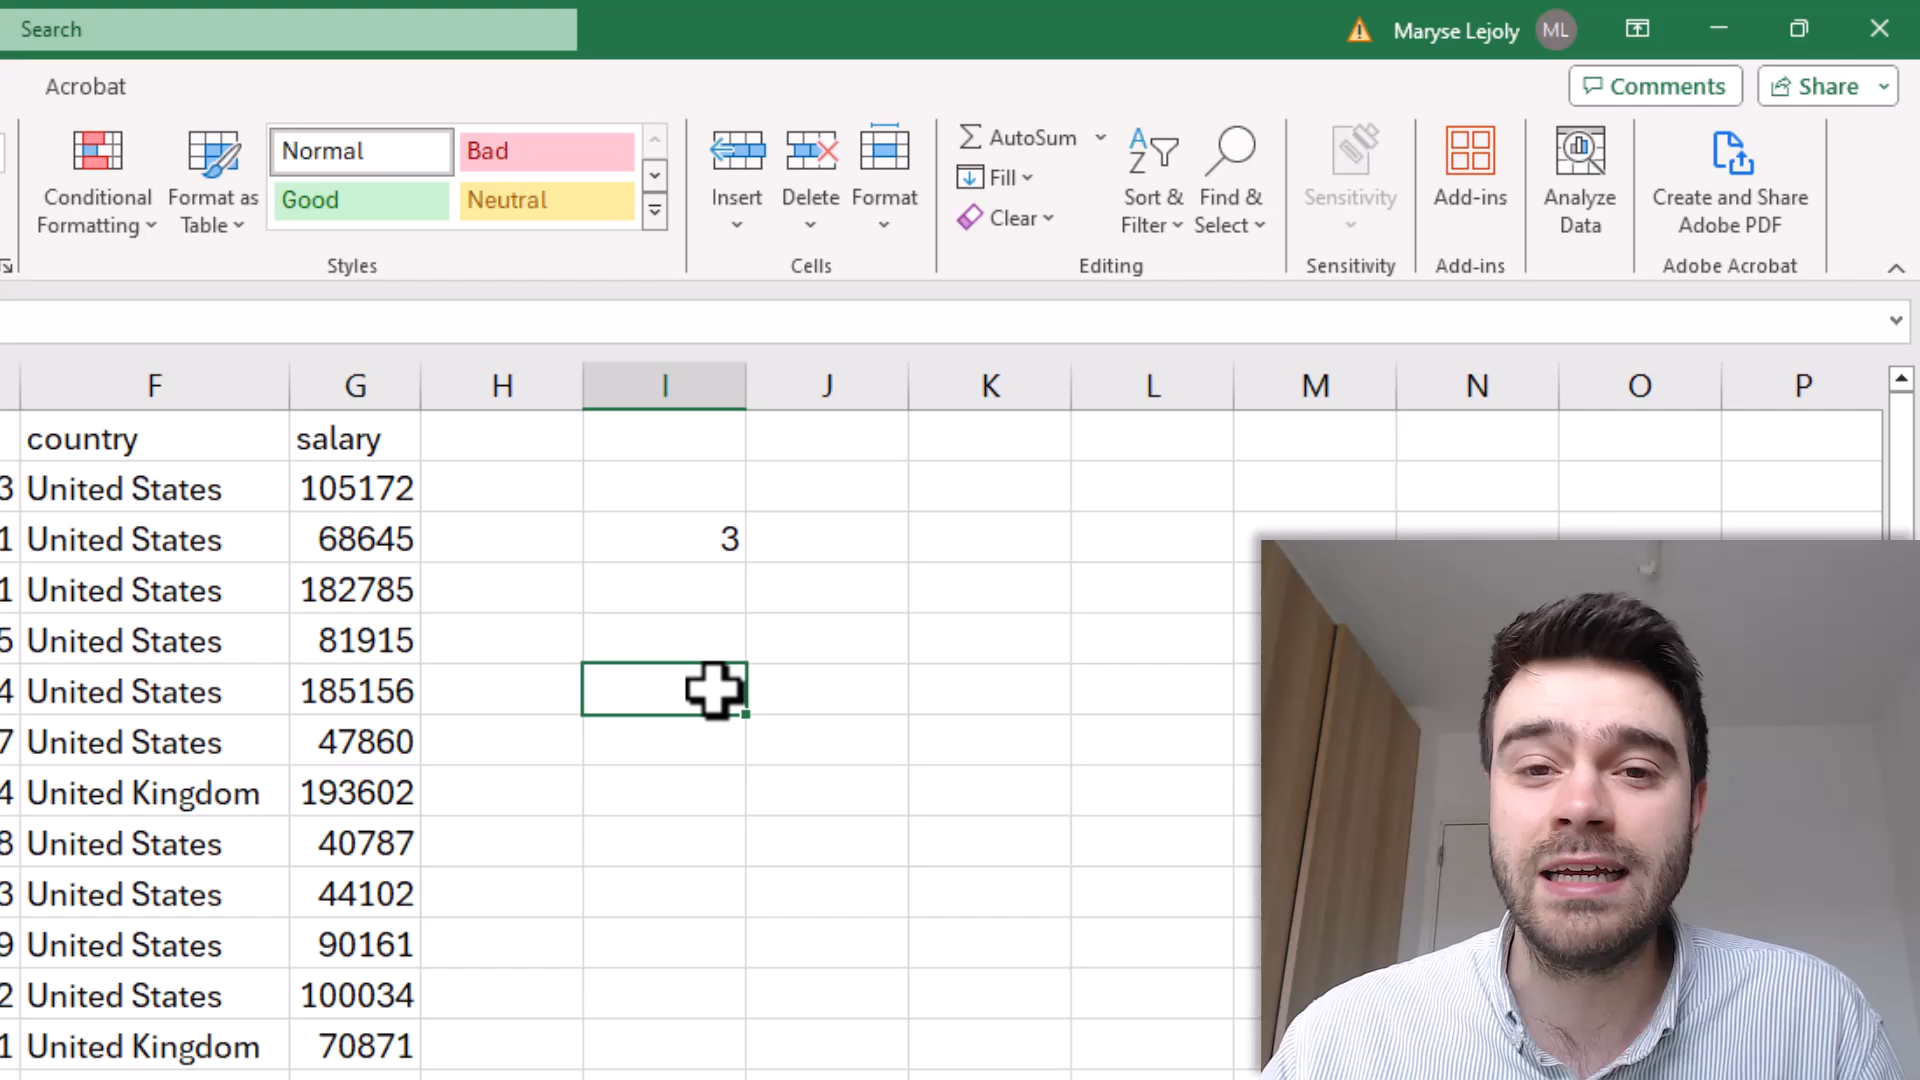 Search
Maryse Lejoly ML
Acrobat
Comments
Share
Conditional Formatting
Format as Table
Normal
Bad
Good
Neutral
Insert
Delete
Format
AutoSum
Fill
Clear
Sort & Filter
Find & Select
Sensitivity
Add-ins
Analyze Data
Create and Share Adobe PDF
Styles
Cells
Editing
Sensitivity
Add-ins
Adobe Acrobat
F G H I J K L M N O P
country salary
3 United States 105172
1 United States 68645 3
1 United States 182785
5 United States 81915
4 United States 185156
7 United States 47860
4 United Kingdom 193602
8 United States 40787
3 United States 44102
9 United States 90161
2 United States 100034
1 United Kingdom 70871